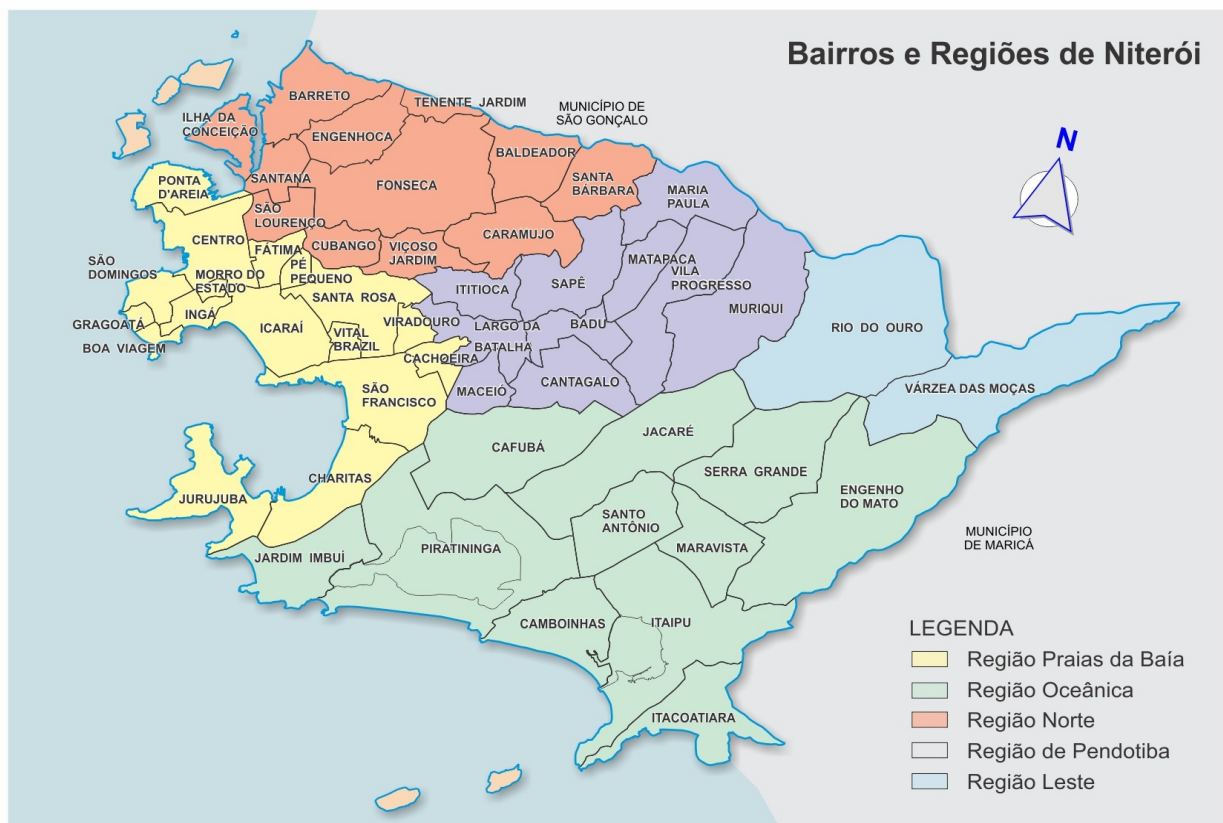 Bairros e Regiões de Niterói
BARRETO
TENENTE JARDIM
MUNICÍPIO DE
SÃO GONÇALO
ILHA DA
CONCEIÇÃO
ENGENHOCA
BALDEADOR
N
SANTANA
FONSECA
SANTA
BÁRBARA
PONTA
D'AREIA
MARIA
PAULA
SÃO
LOURENÇO
CENTRO
FÁTIMA
CUBANGO
VIÇOSO
JARDIM
CARAMUJO
SÃO
DOMINGOS
MORRO DO
ESTADO
PÉ
PEQUENO
MATAPACA
VILA
PROGRESSO
ITITIOCA
SAPÊ
SANTA ROSA
MURIQUI
GRAGOATÁ
INGÁ
ICARAÍ
VITAL
BRAZIL
VIRADOURO
LARGO DA
BATALHA
BADU
RIO DO OURO
BOA VIAGEM
CACHOEIRA
SÃO
FRANCISCO
MACEIÓ
CANTAGALO
VÁRZEA DAS MOÇAS
CAFUBÁ
JACARÉ
SERRA GRANDE
CHARITAS
JURUJUBA
ENGENHO
DO MATO
SANTO
ANTÔNIO
MUNICÍPIO
DE MARICÁ
JARDIM IMBUÍ
PIRATININGA
MARAVISTA
CAMBOINHAS
ITAIPU
ITACOATIARA
LEGENDA
Região Praias da Baía
Região Oceânica
Região Norte
Região de Pendotiba
Região Leste